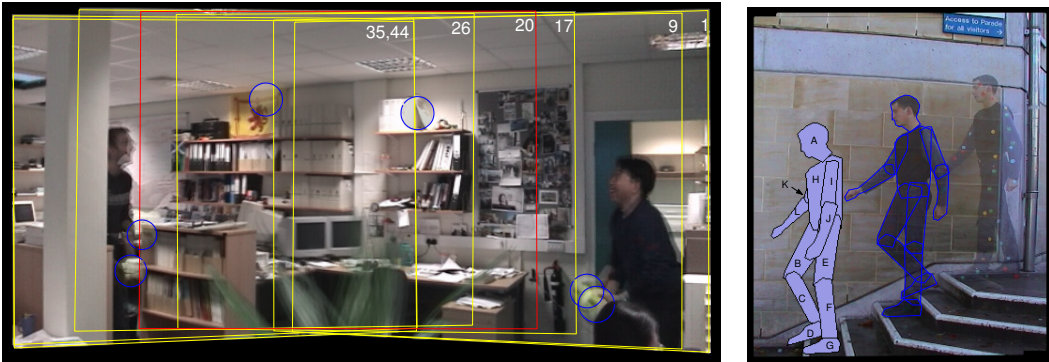 35,44
26
20
17
9
1
Access to Parade
for all visitors
A
H
I
K
J
B
E
C
F
D
G